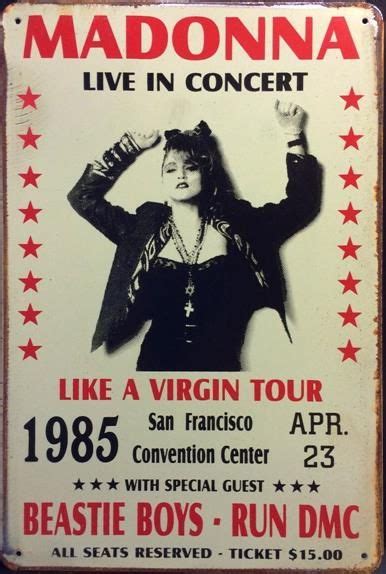 MADONNA
LIVE IN CONCERT
LIKE A VIRGIN TOUR
1985 San Francisco APR.
Convention Center 23
WITH SPECIAL GUEST
BEASTIE BOYS - RUN DMC
ALL SEATS RESERVED - TICKET $15.00